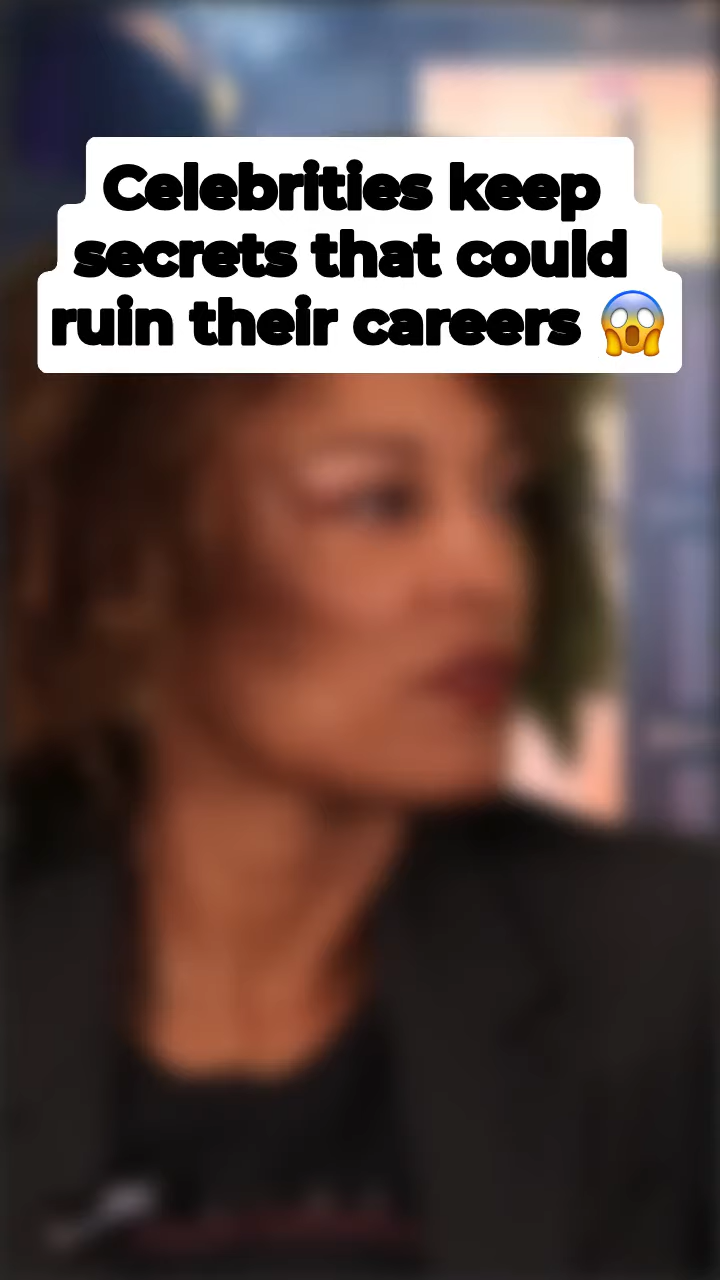 Celebrities keep
secrets that could
ruin their careers 😱